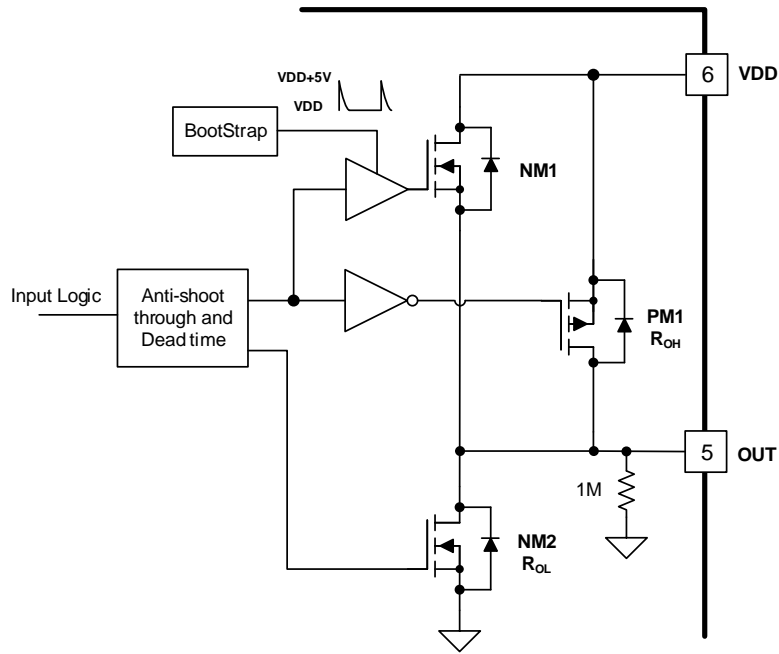 VDD+5V
VDD
BootStrap
6
VDD
NM1
Input Logic
Anti-shoot
through and
Dead time
PM1
ROH
5
OUT
1M
NM2
ROL